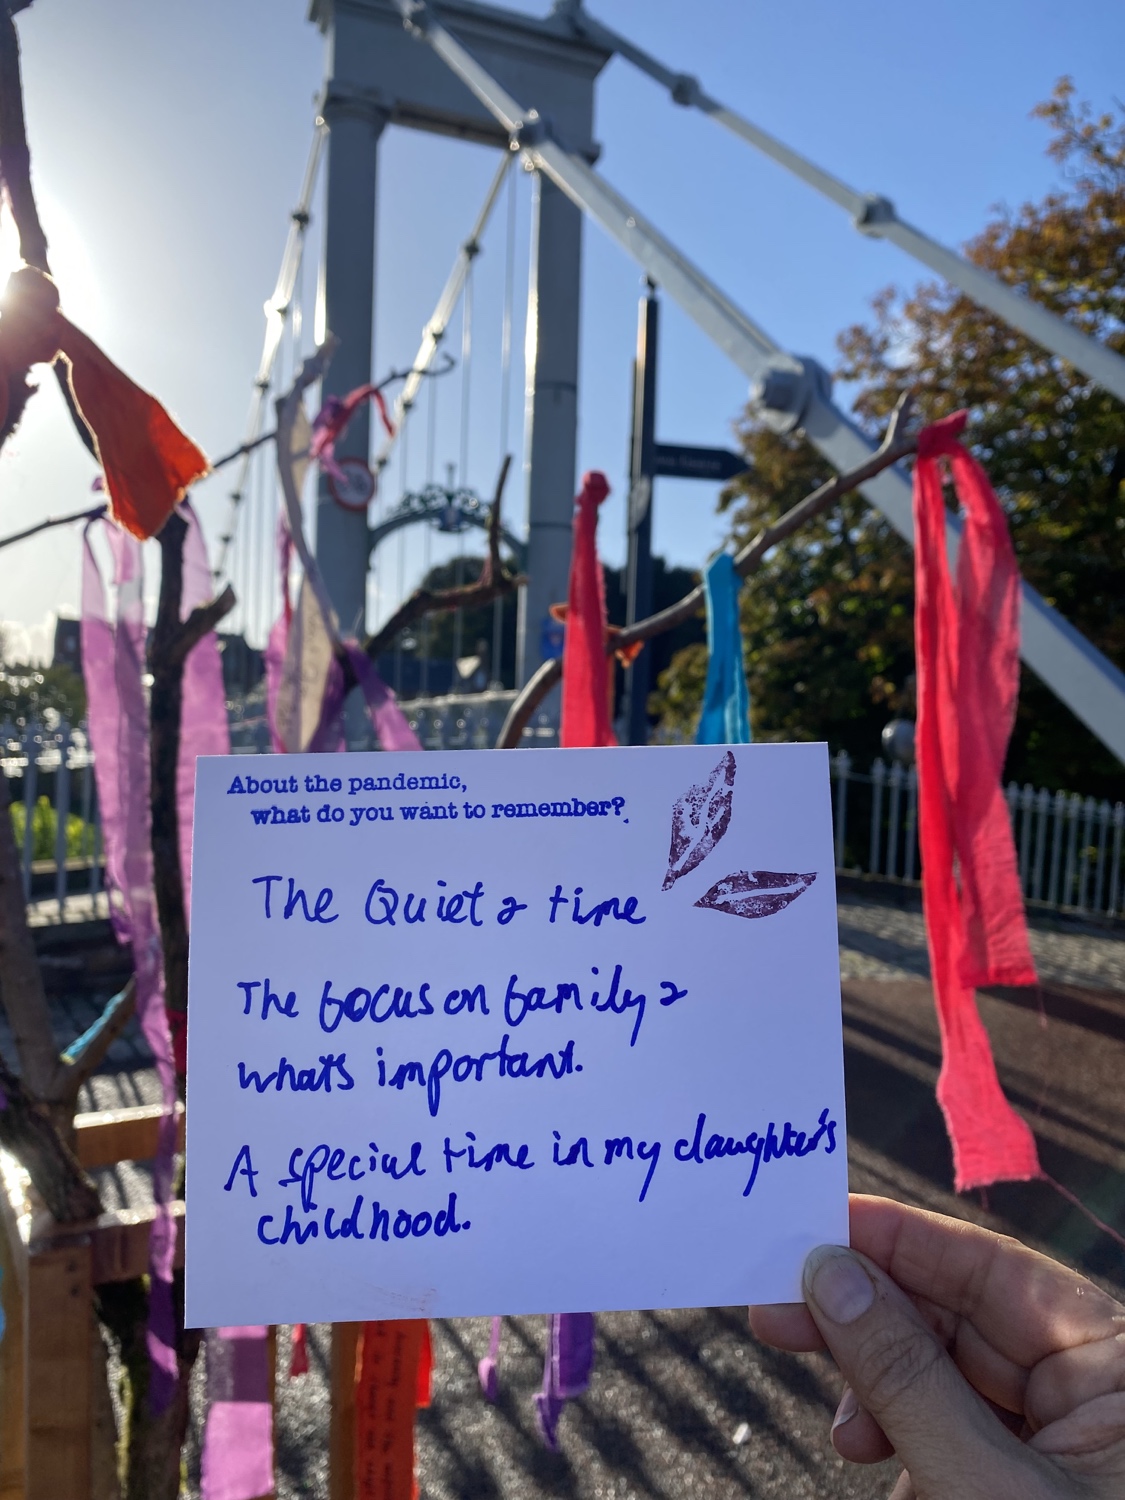 About the pandemic,
what do you want to remember?
The Quiet & time
The focus on family &
what's important.
A special time in my daughter's
childhood.